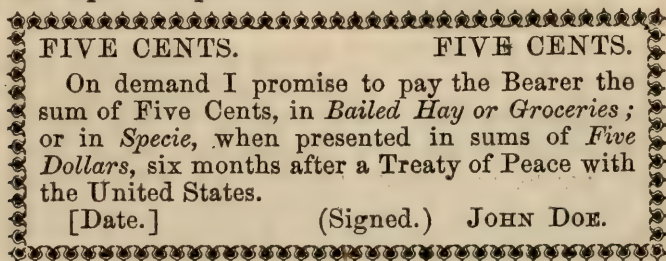 FIVE CENTS. FIVE CENTS.
On demand I promise to pay the Bearer the
sum of Five Cents, in Bailed Hay or Groceries;
or in Specie, when presented in sums of Five
Dollars, six months after a Treaty of Peace with
the United States.
[Date.] (Signed.) JOHN DOE.